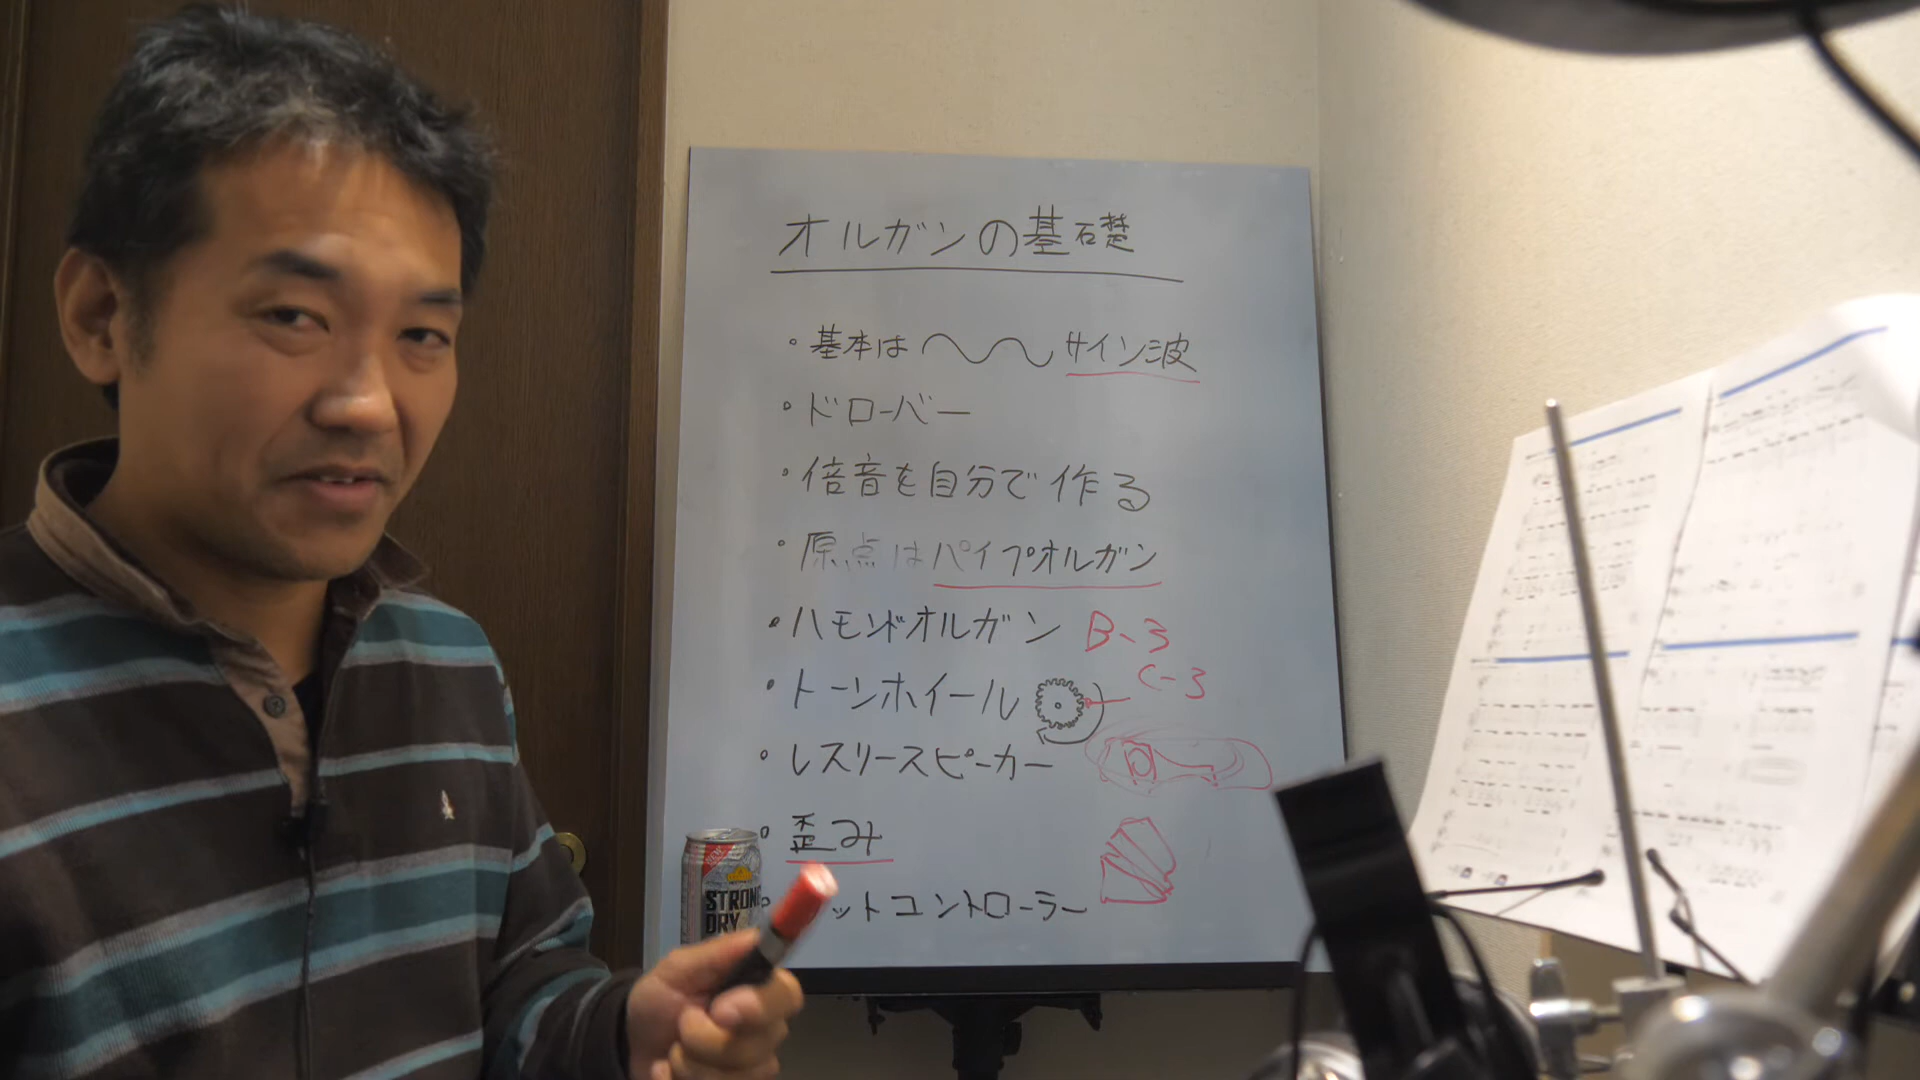 オルガンの基礎
・基本は 〜〜 サイン波
・ドローバー
・倍音を自分で作る
・原点はパイプオルガン
・ハモンドオルガン B-3
C-3
・トーンホイール
・レスリースピーカー
・歪み
ットコントローラー
STRONG
DRY